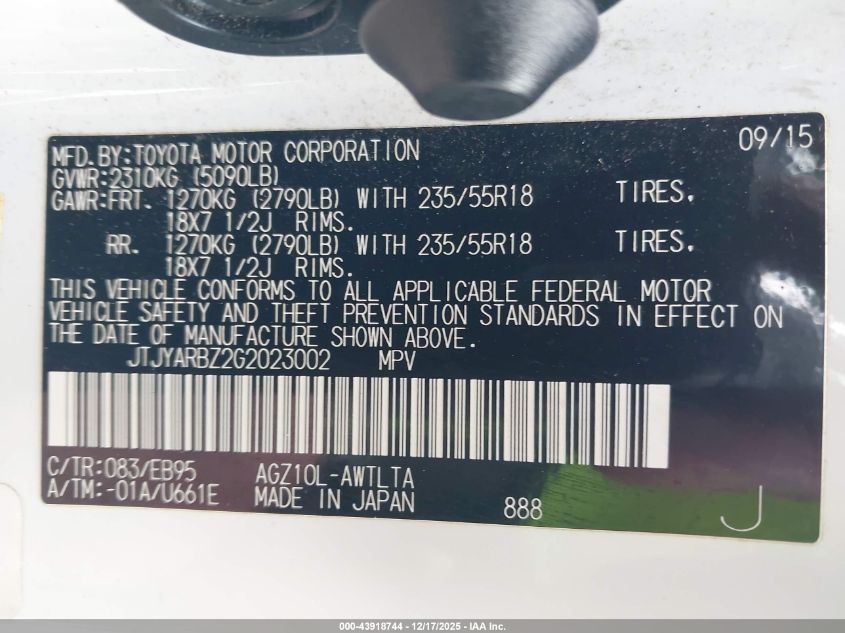 09/15
MFD.BY:TOYOTA MOTOR CORPORATION
GVWR:2310KG (5090LB)
GAWR:FRT. 1270KG (2790LB) WITH 235/55R18 TIRES,
18X7 1/2J RIMS.
RR. 1270KG (2790LB) WITH 235/55R18 TIRES,
18X7 1/2J RIMS.
THIS VEHICLE CONFORMS TO ALL APPLICABLE FEDERAL MOTOR
VEHICLE SAFETY AND THEFT PREVENTION STANDARDS IN EFFECT ON
THE DATE OF MANUFACTURE SHOWN ABOVE.
JTJYARBZ2G2023002 MPV
C/TR:083/EB95 AGZ10L-AWTLTA
A/TM:-01A/U661E MADE IN JAPAN 888 J
000-43918744 - 12/17/2025 - IAA Inc.